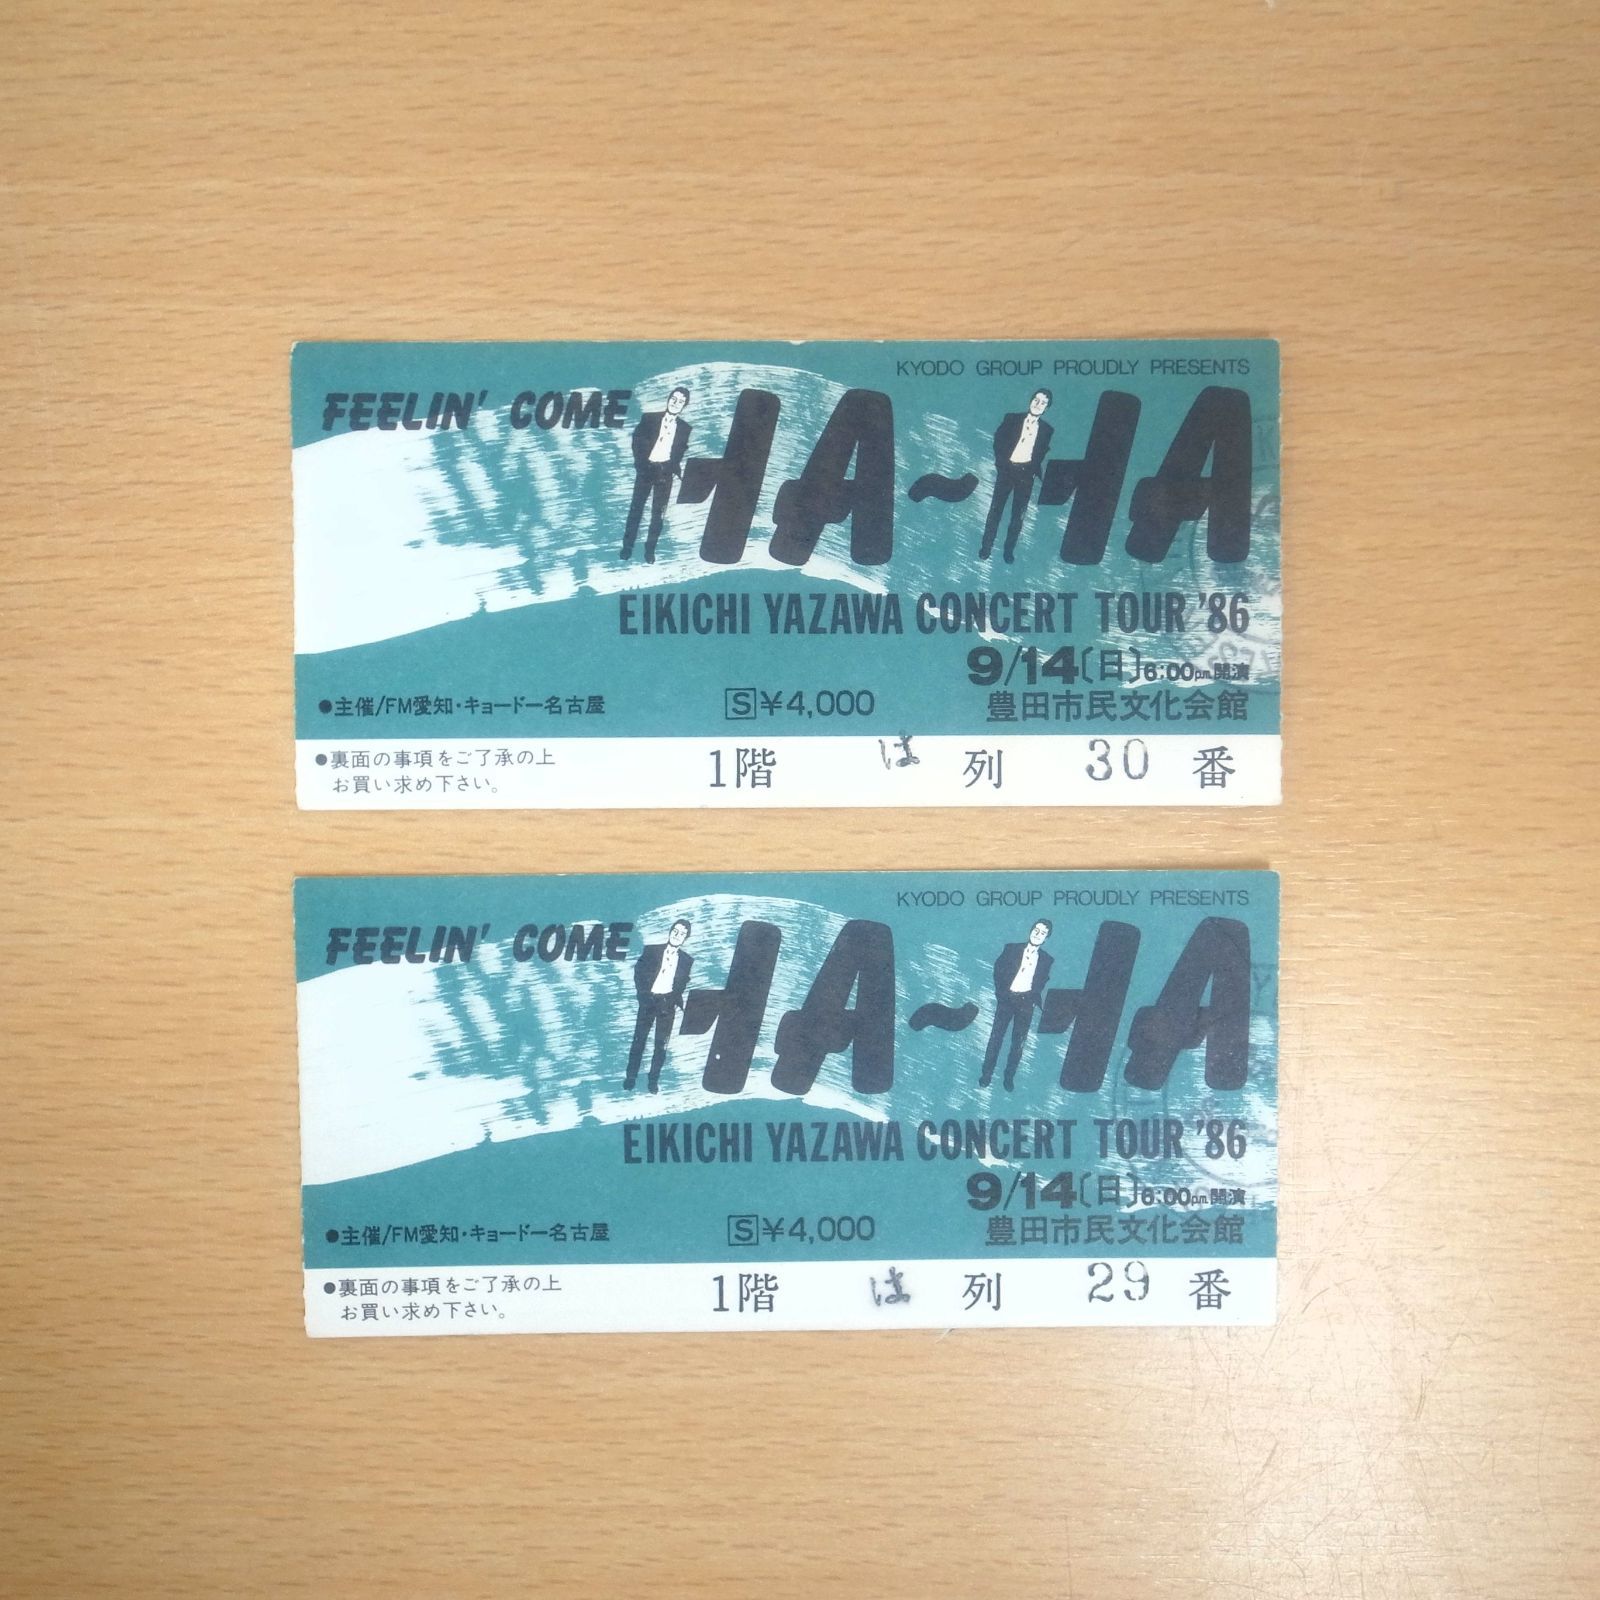 KYODO GROUP PROUDLY PRESENTS
FEELIN' COME HA~HA
EIKICHI YAZAWA CONCERT TOUR '86
9/14〔日〕6:00p.m.開演
●主催/FM愛知・キョードー名古屋 S¥4,000 豊田市民文化会館
●裏面の事項をご了承の上
お買い求め下さい。
1階 は 列 30 番
KYODO GROUP PROUDLY PRESENTS
FEELIN' COME HA~HA
EIKICHI YAZAWA CONCERT TOUR '86
9/14〔日〕6:00p.m.開演
●主催/FM愛知・キョードー名古屋 S¥4,000 豊田市民文化会館
●裏面の事項をご了承の上
お買い求め下さい。
1階 は 列 29 番